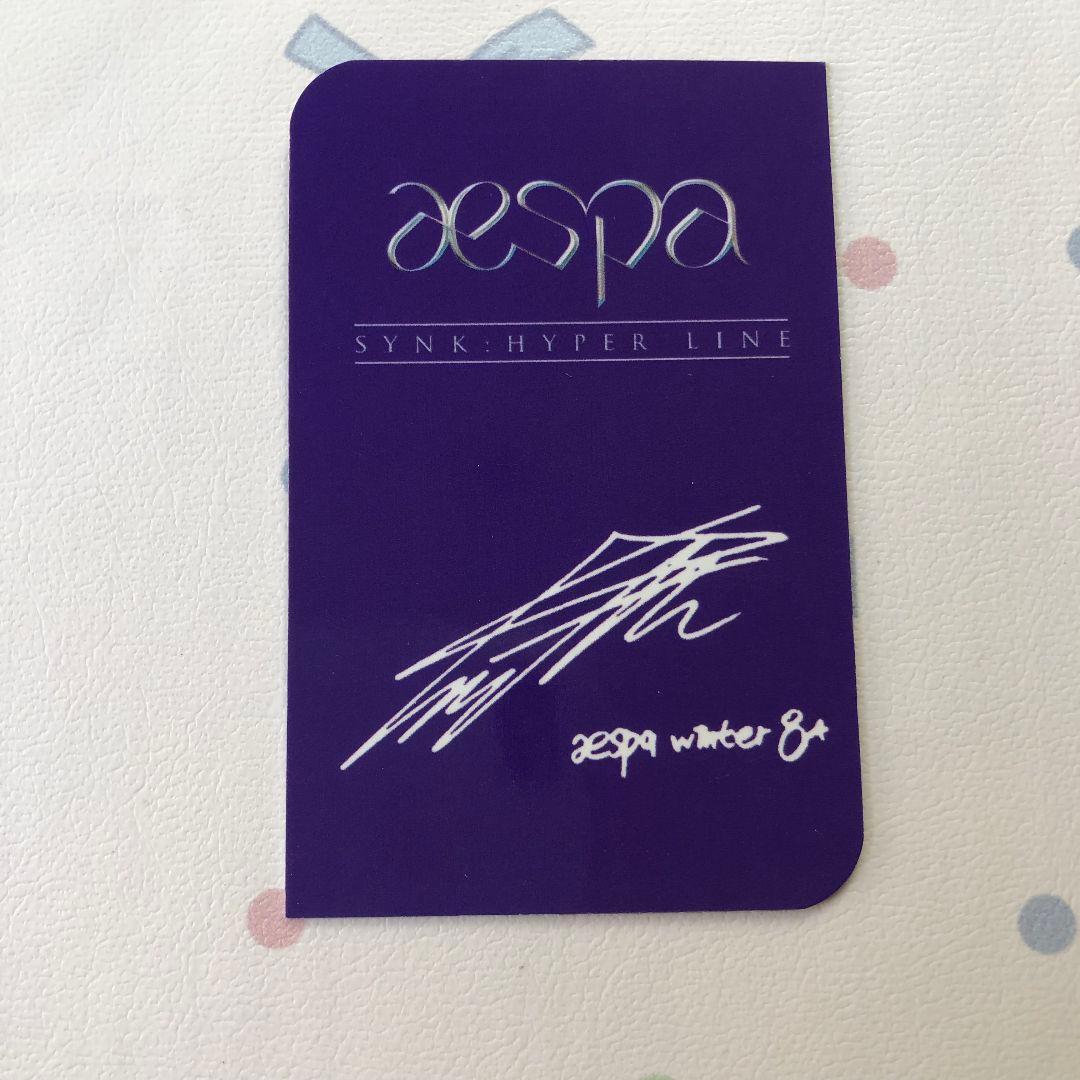 aespa
SYNK : HYPER LINE
aespa winter